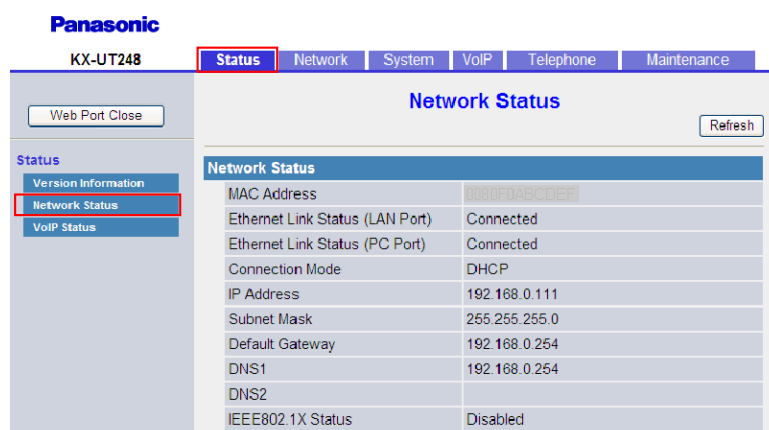 Panasonic
KX-UT248
Status Network System VoIP Telephone Maintenance
Web Port Close
Network Status
Refresh
Status
Version Information
Network Status
VoIP Status
Network Status
MAC Address 0080F0ABCDEF
Ethernet Link Status (LAN Port) Connected
Ethernet Link Status (PC Port) Connected
Connection Mode DHCP
IP Address 192.168.0.111
Subnet Mask 255.255.255.0
Default Gateway 192.168.0.254
DNS1 192.168.0.254
DNS2
IEEE802.1X Status Disabled